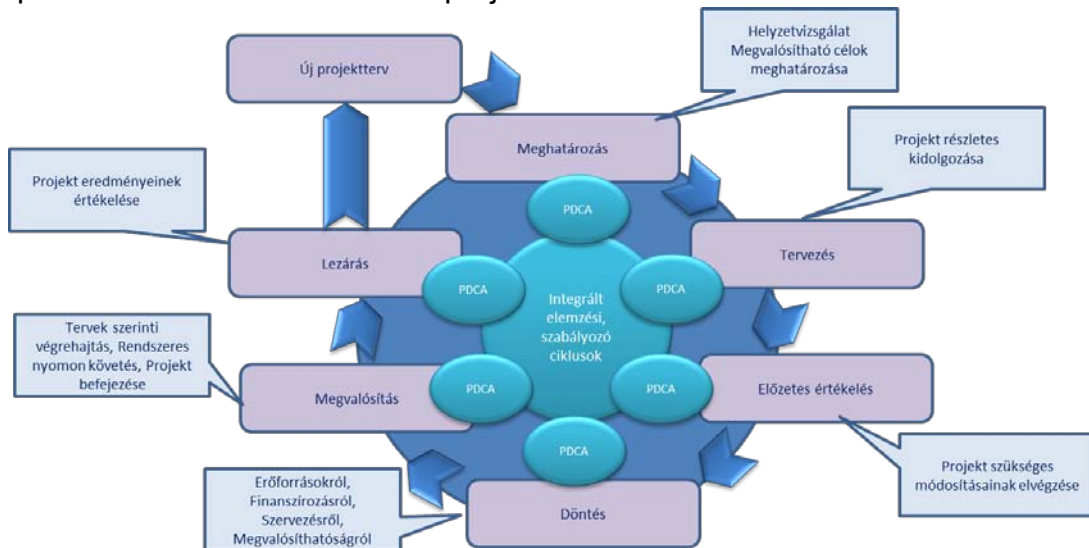 Helyzetvizsgálat
Megvalósítható célok
meghatározása
Új projektterv
Meghatározás
Projekt részletes
kidolgozása
Projekt eredményeinek
értékelése
PDCA
Lezárás
Tervezés
PDCA
PDCA
Integrált
elemzési,
szabályozó
ciklusok
Tervek szerinti
végrehajtás, Rendszeres
nyomon követés, Projekt
befejezése
Megvalósítás
PDCA
PDCA
Előzetes értékelés
PDCA
Erőforrásokról,
Finanszírozásról,
Szervezésről,
Megvalósíthatóságról
Döntés
Projekt szükséges
módosításainak elvégzése